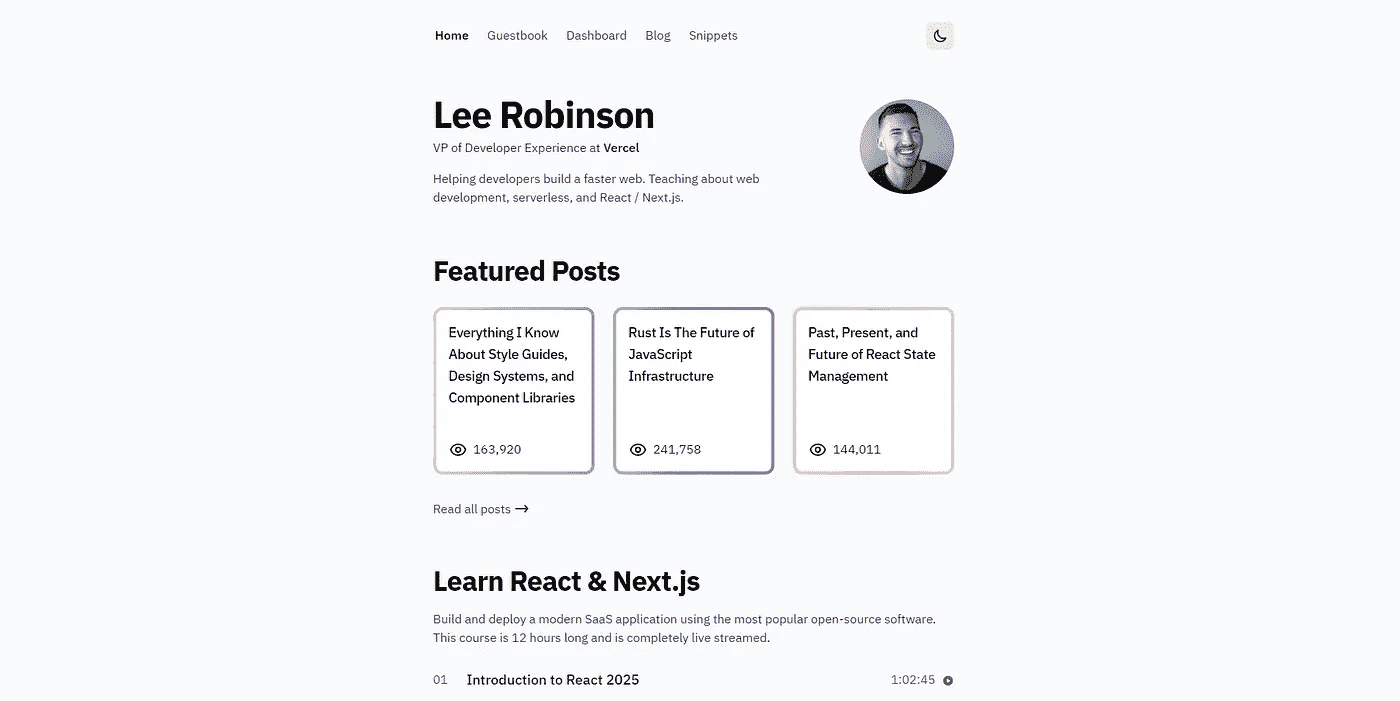 Home Guestbook Dashboard Blog Snippets
Lee Robinson
VP of Developer Experience at Vercel
Helping developers build a faster web. Teaching about web
development, serverless, and React / Next.js.
Featured Posts
Everything I Know
About Style Guides,
Design Systems, and
Component Libraries
163,920
Rust Is The Future of
JavaScript
Infrastructure
241,758
Past, Present, and
Future of React State
Management
144,011
Read all posts
Learn React & Next.js
Build and deploy a modern SaaS application using the most popular open-source software.
This course is 12 hours long and is completely live streamed.
01 Introduction to React 2025 1:02:45